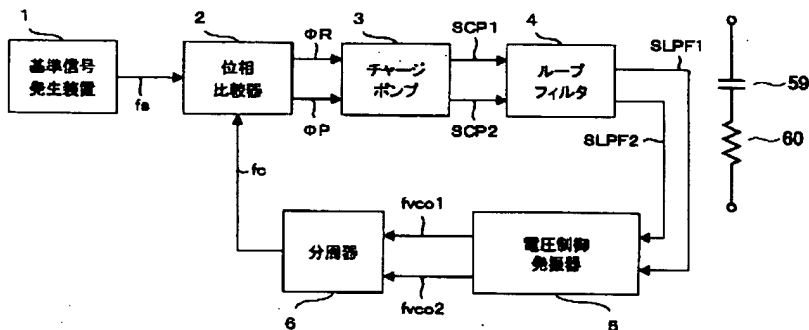 1
基準信号
発生装置
fs
2
位相
比較器
ΦR
ΦP
3
チャージ
ポンプ
SCP1
SCP2
4
ループ
フィルタ
SLPF1
SLPF2
59
60
fc
分周器
6
fvco1
fvco2
電圧制御
発振器
5